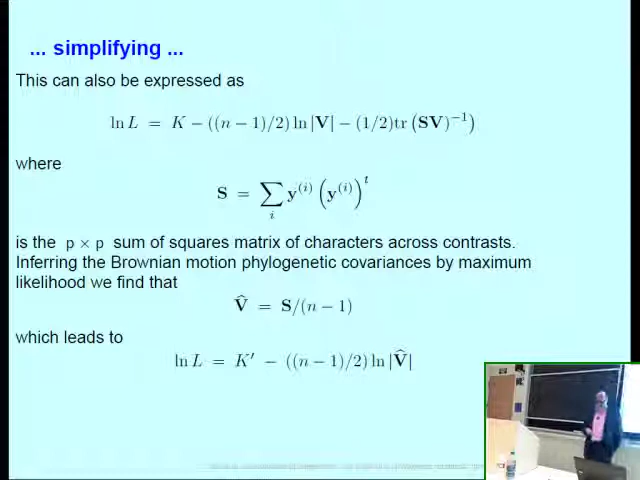 ... simplifying ...
This can also be expressed as
ln L = K − ((n − 1)/2) ln |V| − (1/2)tr (SV)⁻¹)
where
S = ∑ᵢ y⁽ⁱ⁾ (y⁽ⁱ⁾)ᵗ
is the p × p sum of squares matrix of characters across contrasts.
Inferring the Brownian motion phylogenetic covariances by maximum
likelihood we find that
V̂ = S/(n − 1)
which leads to
ln L = K′ − ((n − 1)/2) ln |V̂|